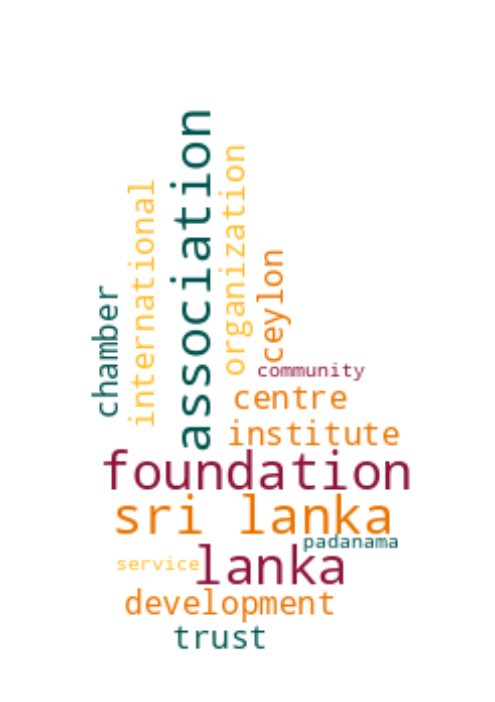 association
organization
international
ceylon
chamber
community
centre
institute
foundation
sri lanka
padanama
lanka
service
development
trust